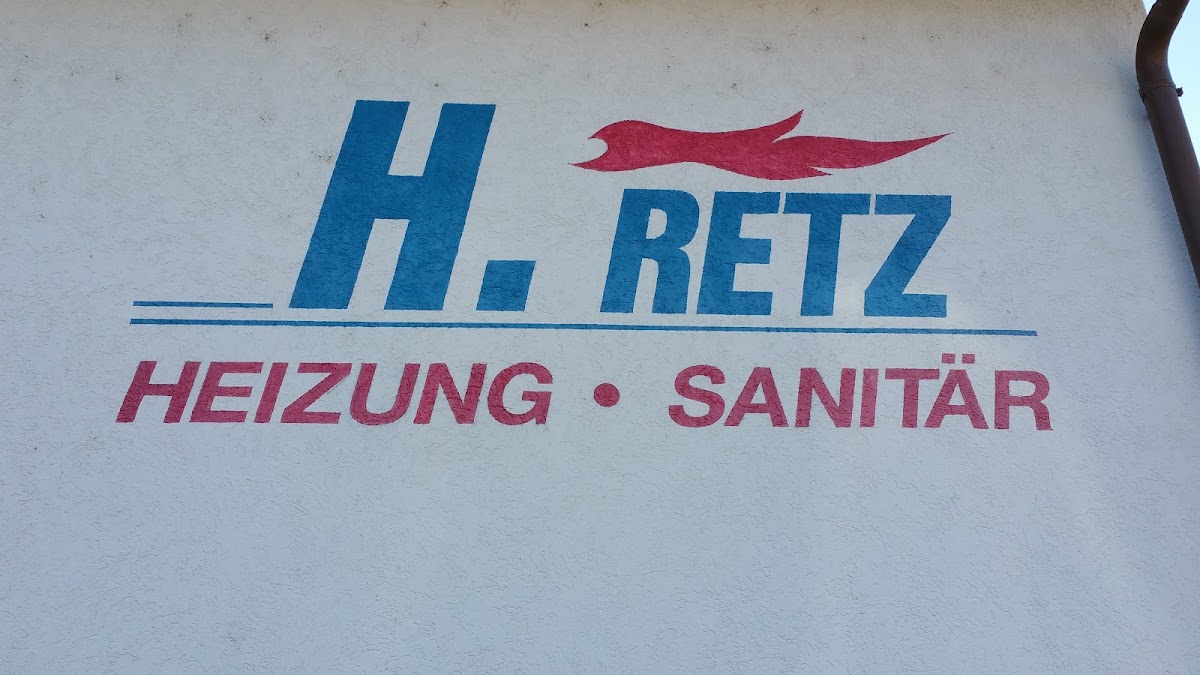 H. RETZ
HEIZUNG • SANITÄR